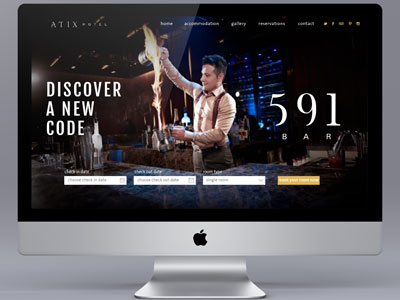 ATIX HOTEL
home accommodation gallery reservations contact
DISCOVER
A NEW
CODE
591
BAR
check in date check out date room type
choose check in date choose check out date single room book your room now